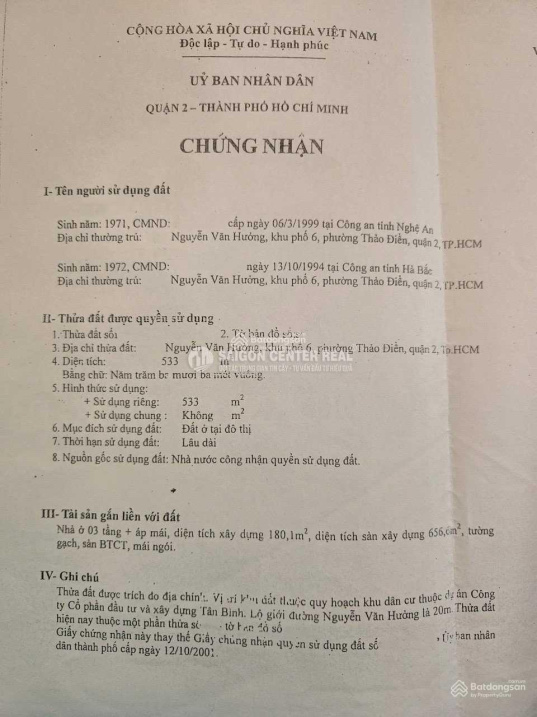 CỘNG HÒA XÃ HỘI CHỦ NGHĨA VIỆT NAM
Độc lập - Tự do - Hạnh phúc
UỶ BAN NHÂN DÂN
QUẬN 2 – THÀNH PHỐ HỒ CHÍ MINH
CHỨNG NHẬN
I- Tên người sử dụng đất
Sinh năm: 1971, CMND: cấp ngày 06/3/1999 tại Công an tỉnh Nghệ An
Địa chỉ thường trú: Nguyễn Văn Hưởng, khu phố 6, phường Thảo Điền, quận 2, TP.HCM
Sinh năm: 1972, CMND: ngày 13/10/1994 tại Công an tỉnh Hà Bắc
Địa chỉ thường trú: Nguyễn Văn Hưởng, khu phố 6, phường Thảo Điền, quận 2, TP.HCM
II- Thửa đất được quyền sử dụng
1. Thửa đất số: 2. Tờ bản đồ số:
3. Địa chỉ thửa đất: Nguyễn Văn Hưởng, khu phố 6, phường Thảo Điền, quận 2, TP.HCM
4. Diện tích: 533 m
SAIGON CENTER REAL
Bằng chữ: Năm trăm ba mươi ba mét vuông.
5. Hình thức sử dụng:
+ Sử dụng riêng: 533 m²
+ Sử dụng chung : Không m²
6. Mục đích sử dụng đất: Đất ở tại đô thị
7. Thời hạn sử dụng đất: Lâu dài
8. Nguồn gốc sử dụng đất: Nhà nước công nhận quyền sử dụng đất.
III- Tài sản gắn liền với đất
Nhà ở 03 tầng + áp mái, diện tích xây dựng 180,1m², diện tích sàn xây dựng 656,6m², tường
gạch, sàn BTCT, mái ngói.
IV- Ghi chú
Thửa đất được trích đo địa chính. Vị trí khu đất thuộc quy hoạch khu dân cư thuộc dự án Công
ty Cổ phần đầu tư và xây dựng Tân Bình. Lộ giới đường Nguyễn Văn Hưởng là 20m. Thửa đất
hiện nay thuộc một phần thửa số tờ bản đồ số
Giấy chứng nhận này thay thế Giấy chứng nhận quyền sử dụng đất số , Ủy ban nhân
dân thành phố cấp ngày 12/10/2001.
Batdongsan
by PropertyGuru